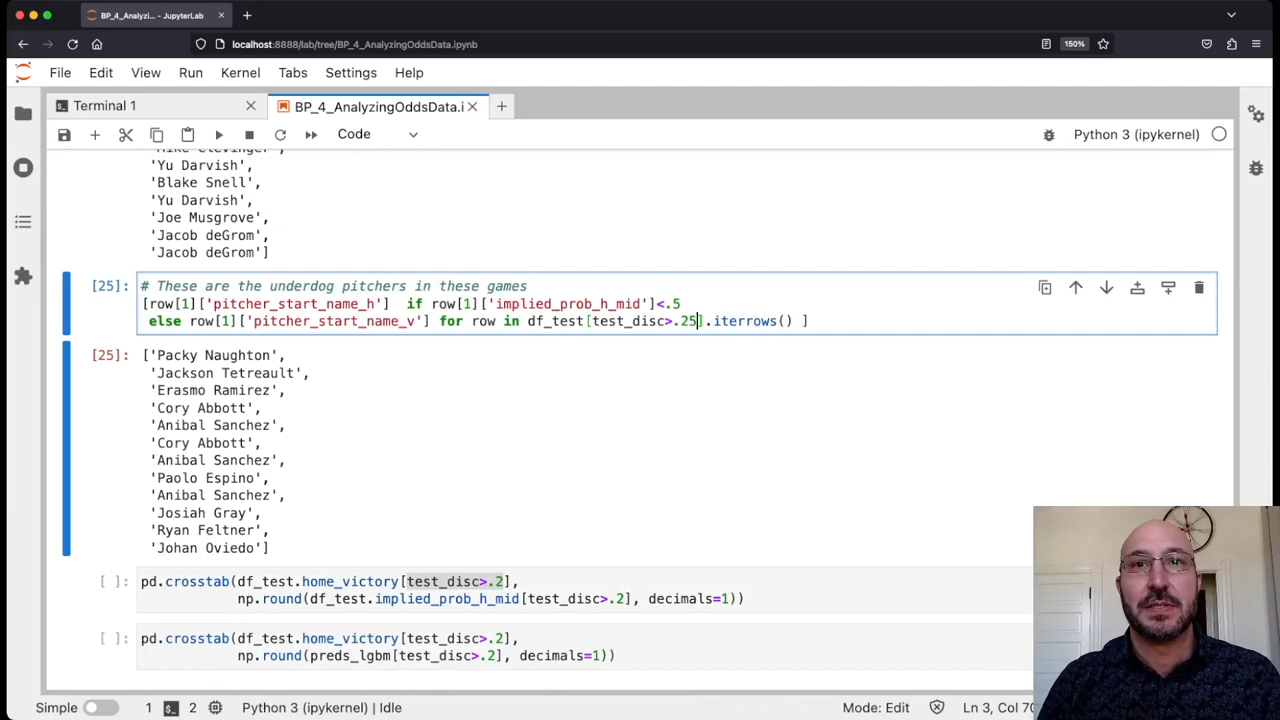 BP_4_Analyzi... - JupyterLab
localhost:8888/lab/tree/BP_4_AnalyzingOddsData.ipynb
150%
File Edit View Run Kernel Tabs Settings Help
Terminal 1
BP_4_AnalyzingOddsData.i
Code
Python 3 (ipykernel)
'Mike Clevinger',
'Yu Darvish',
'Blake Snell',
'Yu Darvish',
'Joe Musgrove',
'Jacob deGrom',
'Jacob deGrom']
[25]: # These are the underdog pitchers in these games
[row[1]['pitcher_start_name_h'] if row[1]['implied_prob_h_mid']<.5
else row[1]['pitcher_start_name_v'] for row in df_test[test_disc>.25].iterrows() ]
[25]: ['Packy Naughton',
'Jackson Tetreault',
'Erasmo Ramirez',
'Cory Abbott',
'Anibal Sanchez',
'Cory Abbott',
'Anibal Sanchez',
'Paolo Espino',
'Anibal Sanchez',
'Josiah Gray',
'Ryan Feltner',
'Johan Oviedo']
[ ]: pd.crosstab(df_test.home_victory[test_disc>.2],
np.round(df_test.implied_prob_h_mid[test_disc>.2], decimals=1))
[ ]: pd.crosstab(df_test.home_victory[test_disc>.2],
np.round(preds_lgbm[test_disc>.2], decimals=1))
Simple 1 2 Python 3 (ipykernel) | Idle Mode: Edit Ln 3, Col 70